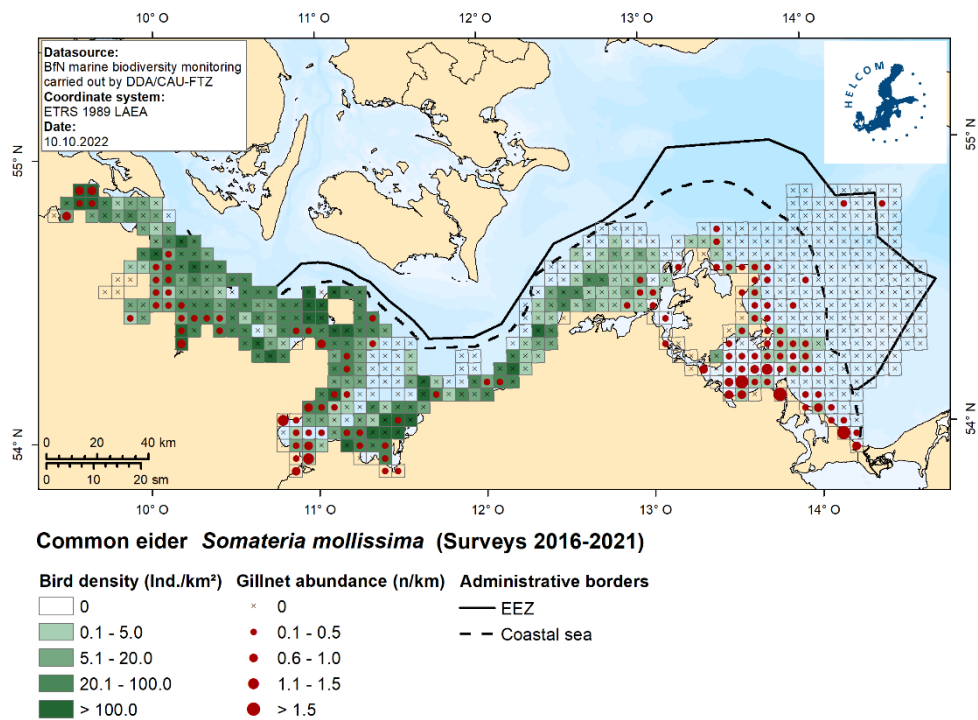 10° O 11° O 12° O 13° O 14° O
Datasource:
BfN marine biodiversity monitoring
carried out by DDA/CAU-FTZ
Coordinate system:
ETRS 1989 LAEA
Date:
10.10.2022
HELCOM
55° N 55° N
54° N 54° N
0 20 40 km
0 10 20 sm
10° O 11° O 12° O 13° O 14° O
Common eider Somateria mollissima (Surveys 2016-2021)
Bird density (Ind./km²) Gillnet abundance (n/km) Administrative borders
0 0 EEZ
0.1 - 5.0 0.1 - 0.5 Coastal sea
5.1 - 20.0 0.6 - 1.0
20.1 - 100.0 1.1 - 1.5
> 100.0 > 1.5